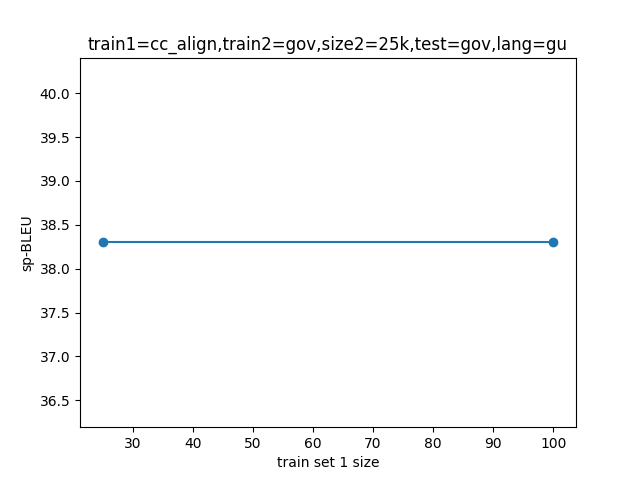 train1=cc_align,train2=gov,size2=25k,test=gov,lang=gu
40.0
39.5
39.0
38.5
38.0
37.5
37.0
36.5
sp-BLEU
30 40 50 60 70 80 90 100
train set 1 size